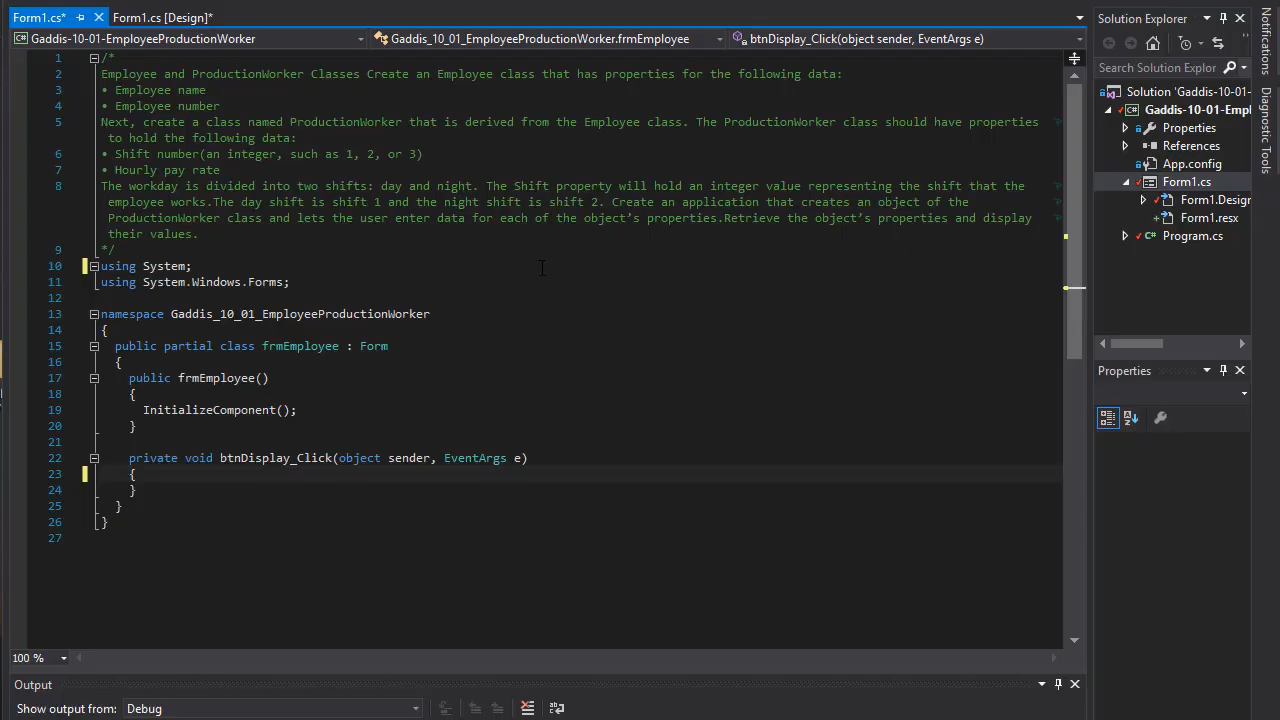 Form1.cs*
Form1.cs [Design]*
Gaddis-10-01-EmployeeProductionWorker
Gaddis_10_01_EmployeeProductionWorker.frmEmployee
btnDisplay_Click(object sender, EventArgs e)
1 /*
2 Employee and ProductionWorker Classes Create an Employee class that has properties for the following data:
3 • Employee name
4 • Employee number
5 Next, create a class named ProductionWorker that is derived from the Employee class. The ProductionWorker class should have properties
to hold the following data:
6 • Shift number(an integer, such as 1, 2, or 3)
7 • Hourly pay rate
8 The workday is divided into two shifts: day and night. The Shift property will hold an integer value representing the shift that the
employee works.The day shift is shift 1 and the night shift is shift 2. Create an application that creates an object of the
ProductionWorker class and lets the user enter data for each of the object’s properties.Retrieve the object’s properties and display
their values.
9 */
10 using System;
11 using System.Windows.Forms;
12
13 namespace Gaddis_10_01_EmployeeProductionWorker
14 {
15 public partial class frmEmployee : Form
16 {
17 public frmEmployee()
18 {
19 InitializeComponent();
20 }
21
22 private void btnDisplay_Click(object sender, EventArgs e)
23 {
24 }
25 }
26 }
27
100 %
Output
Show output from: Debug
Solution Explorer
Search Solution Explor
Solution 'Gaddis-10-01-
Gaddis-10-01-Empl
Properties
References
App.config
Form1.cs
Form1.Design
Form1.resx
Program.cs
Properties
Notifications
Diagnostic Tools